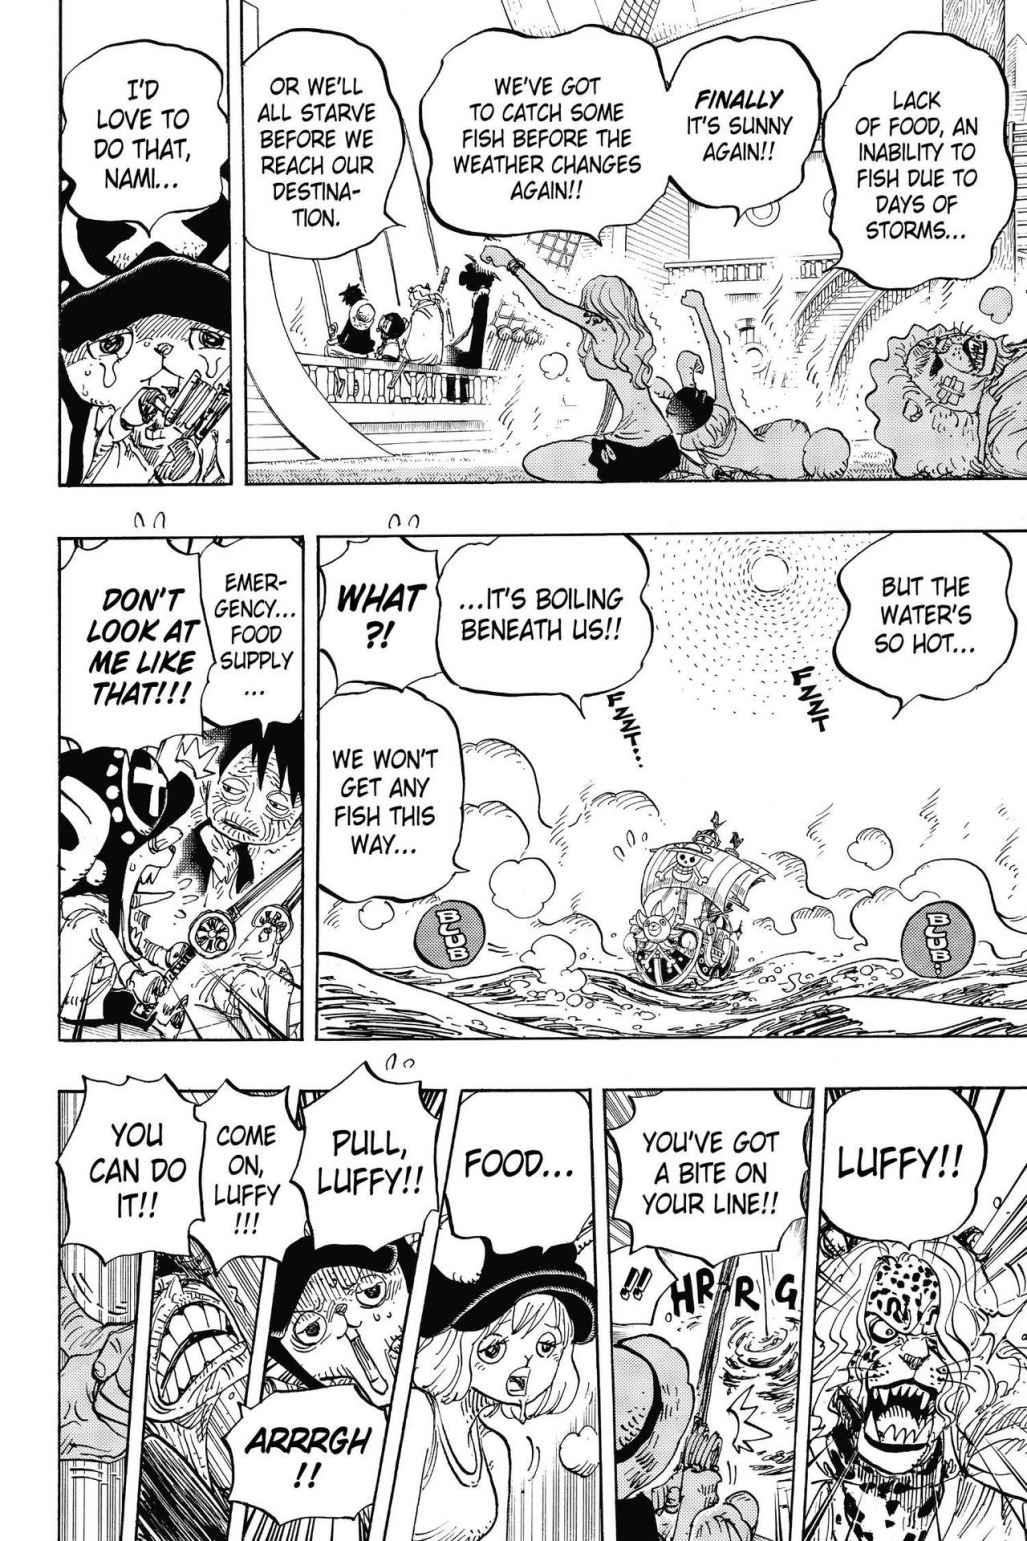 LACK
OF FOOD, AN
INABILITY TO
FISH DUE TO
DAYS OF
STORMS...
FINALLY
IT'S SUNNY
AGAIN!!
WE'VE GOT
TO CATCH SOME
FISH BEFORE THE
WEATHER CHANGES
AGAIN!!
OR WE'LL
ALL STARVE
BEFORE WE
REACH OUR
DESTINA-
TION.
I'D
LOVE TO
DO THAT,
NAMI...
BUT THE
WATER'S
SO HOT...
FZZT
...IT'S BOILING
BENEATH US!!
FZZT...
WHAT
?!
WE WON'T
GET ANY
FISH THIS
WAY...
BLUB
BLUB
EMER-
GENCY...
FOOD
SUPPLY
...
DON'T
LOOK AT
ME LIKE
THAT!!!
LUFFY!!
YOU'VE GOT
A BITE ON
YOUR LINE!!
!!
HRRG
FOOD...
PULL,
LUFFY!!
COME
ON,
LUFFY
!!!
ARRRGH
!!
YOU
CAN DO
IT!!